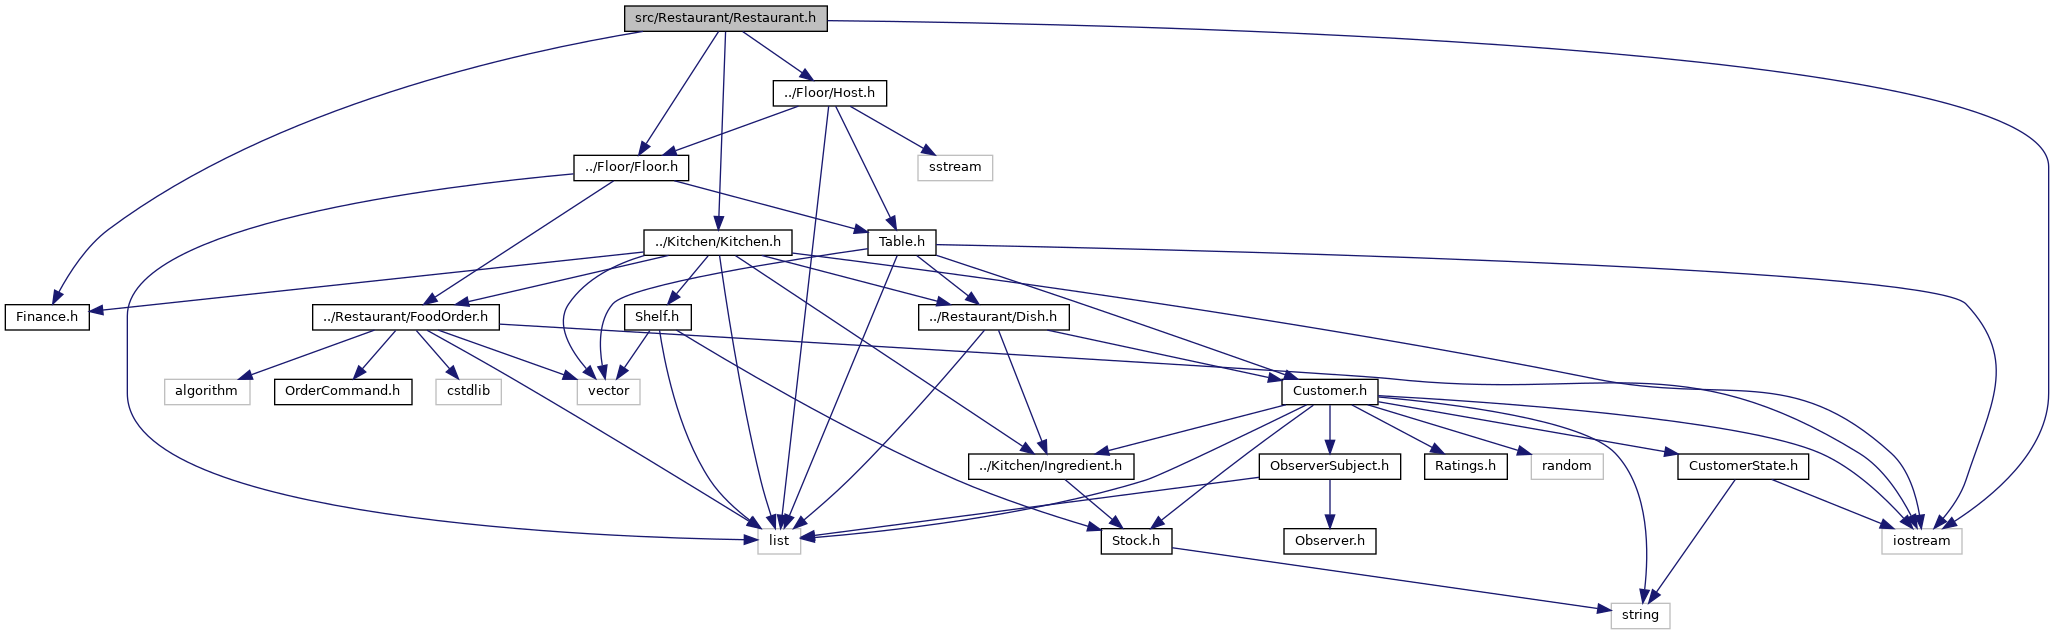 src/Restaurant/Restaurant.h
../Floor/Host.h
../Floor/Floor.h
sstream
../Kitchen/Kitchen.h
Table.h
Finance.h
../Restaurant/FoodOrder.h
Shelf.h
../Restaurant/Dish.h
algorithm
OrderCommand.h
cstdlib
vector
Customer.h
../Kitchen/Ingredient.h
ObserverSubject.h
Ratings.h
random
CustomerState.h
list
Stock.h
Observer.h
iostream
string